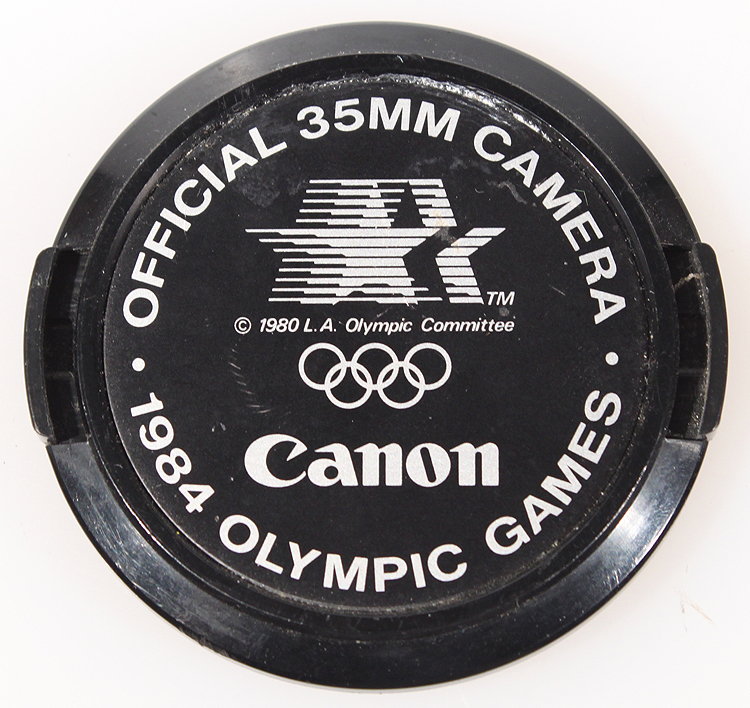 OFFICIAL 35MM CAMERA
TM
© 1980 L.A. Olympic Committee
Canon
• 1984 OLYMPIC GAMES •